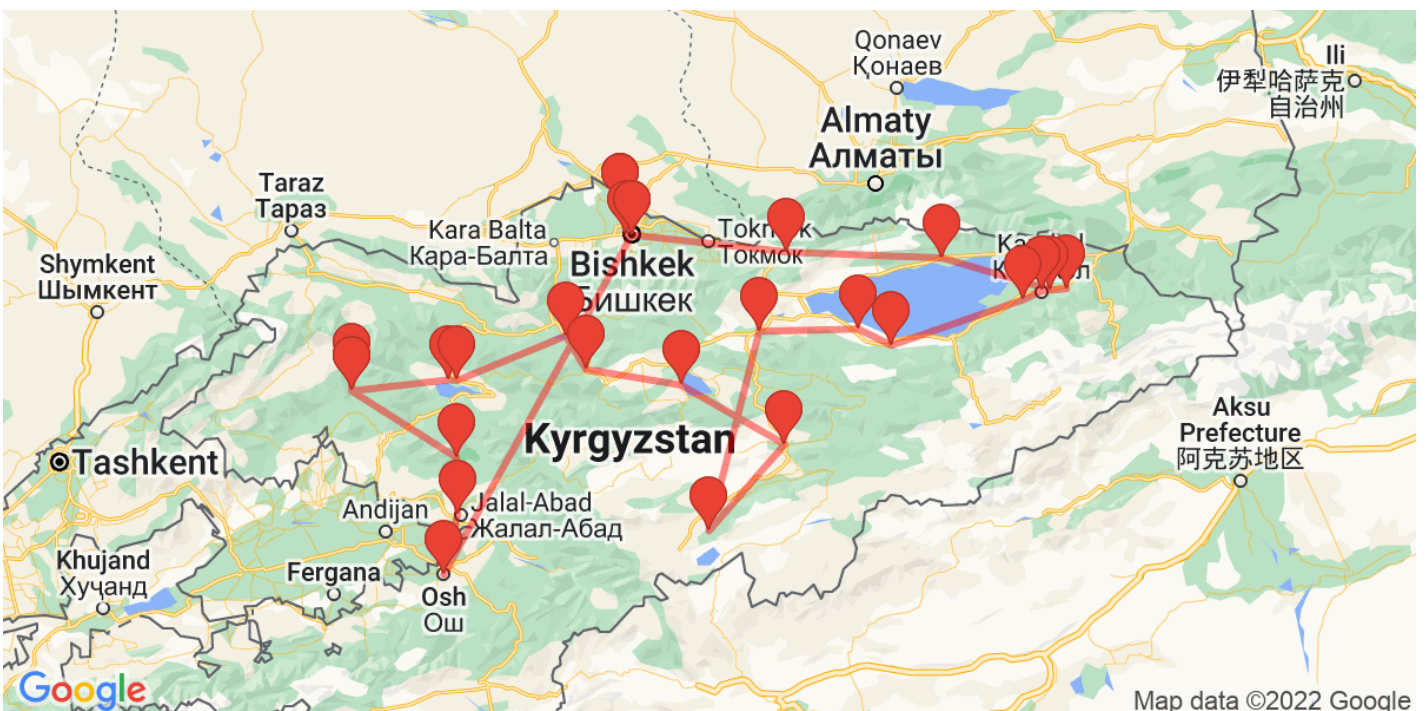 Qonaev
Қонаев
Ili
伊犁哈萨克
自治州
Almaty
Алматы
Taraz
Тараз
Kara Balta
Кара-Балта
Токмок
Shymkent
Шымкент
Bishkek
Бишкек
Kyrgyzstan
Aksu
Prefecture
阿克苏地区
Tashkent
Jalal-Abad
Жалал-Абад
Andijan
Khujand
Хуҷанд
Fergana
Osh
Ош
Google
Map data ©2022 Google